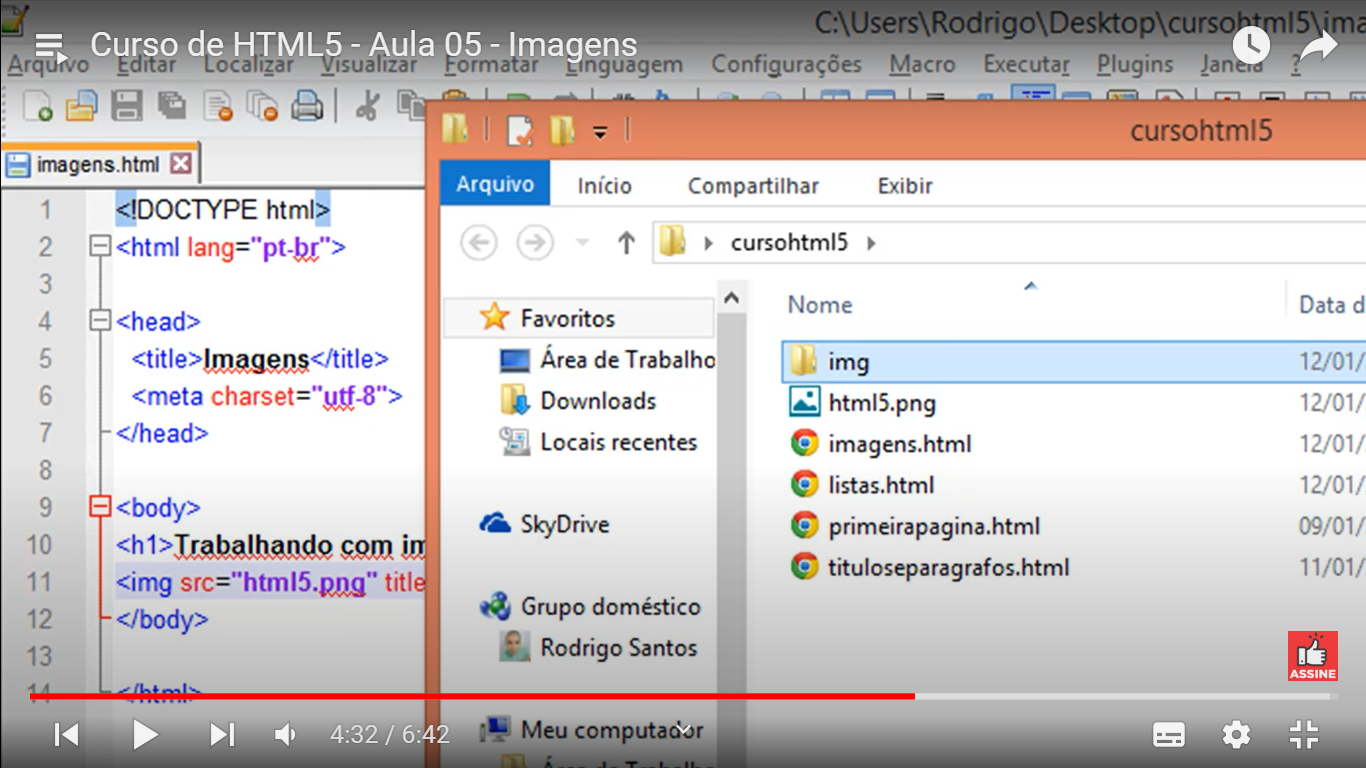 C:\Users\Rodrigo\Desktop\cursohtml5\ima
Curso de HTML5 - Aula 05 - Imagens
Arquivo Editar Localizar Visualizar Formatar Linguagem Configurações Macro Executar Plugins Janela ?
imagens.html
cursohtml5
Arquivo Início Compartilhar Exibir
cursohtml5
1 <!DOCTYPE html>
2 <html lang="pt-br">
3
4 <head>
5 <title>Imagens</title>
6 <meta charset="utf-8">
7 </head>
8
9 <body>
10 <h1>Trabalhando com im
11 <img src="html5.png" title
12 </body>
13
14 </html>
Favoritos
Área de Trabalho
Downloads
Locais recentes
SkyDrive
Grupo doméstico
Rodrigo Santos
Meu computador
Área de Trabalho
Nome Data d
img 12/01/
html5.png 12/01/
imagens.html 12/01/
listas.html 12/01/
primeirapagina.html 09/01/
tituloseparagrafos.html 11/01/
ASSINE
4:32 / 6:42